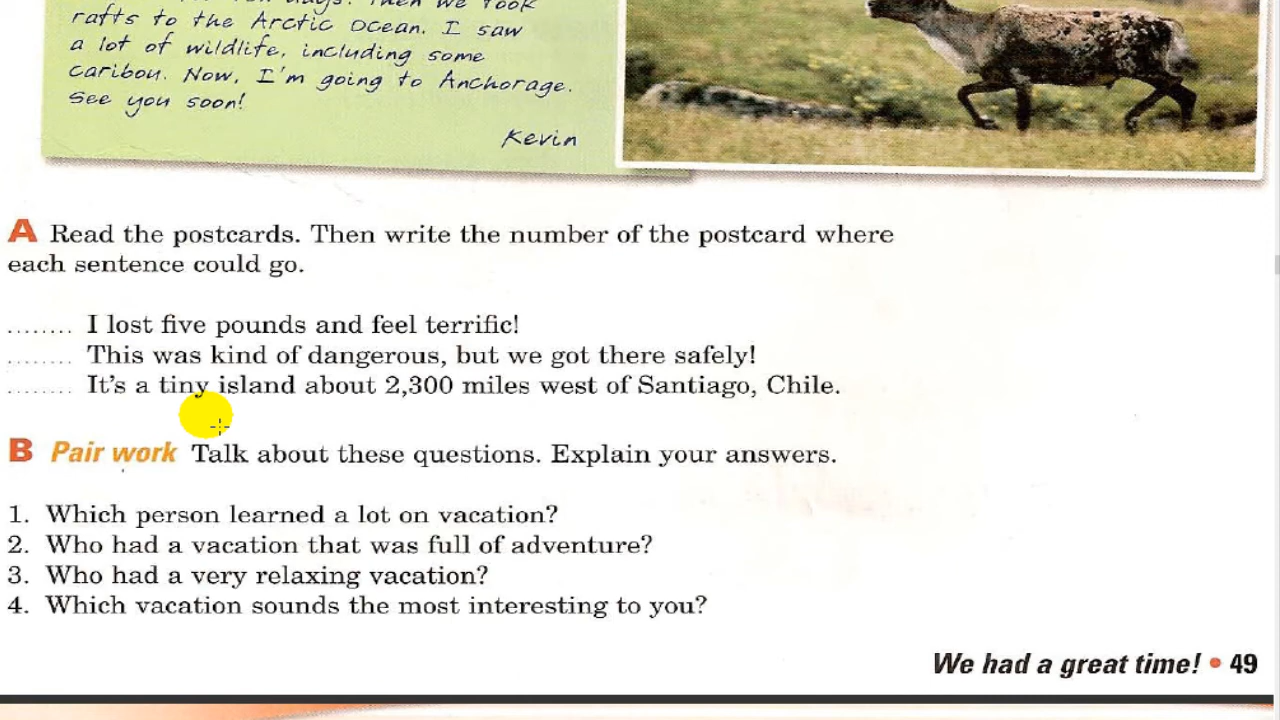 rafts to the Arctic Ocean. I saw
a lot of wildlife, including some
caribou. Now, I'm going to Anchorage.
See you soon!
Kevin
A Read the postcards. Then write the number of the postcard where
each sentence could go.
........ I lost five pounds and feel terrific!
........ This was kind of dangerous, but we got there safely!
........ It's a tiny island about 2,300 miles west of Santiago, Chile.
B Pair work Talk about these questions. Explain your answers.
1. Which person learned a lot on vacation?
2. Who had a vacation that was full of adventure?
3. Who had a very relaxing vacation?
4. Which vacation sounds the most interesting to you?
We had a great time! • 49